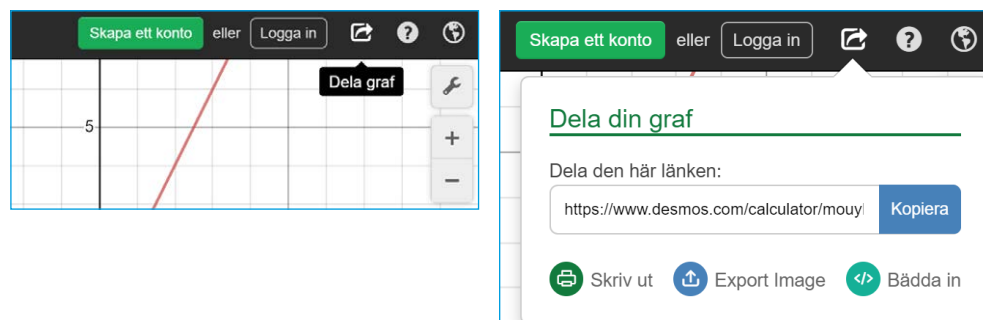 Skapa ett konto eller Logga in
Dela graf
5
Skapa ett konto eller Logga in
Dela din graf
Dela den här länken:
https://www.desmos.com/calculator/mouy Kopiera
Skriv ut Export Image Bädda in